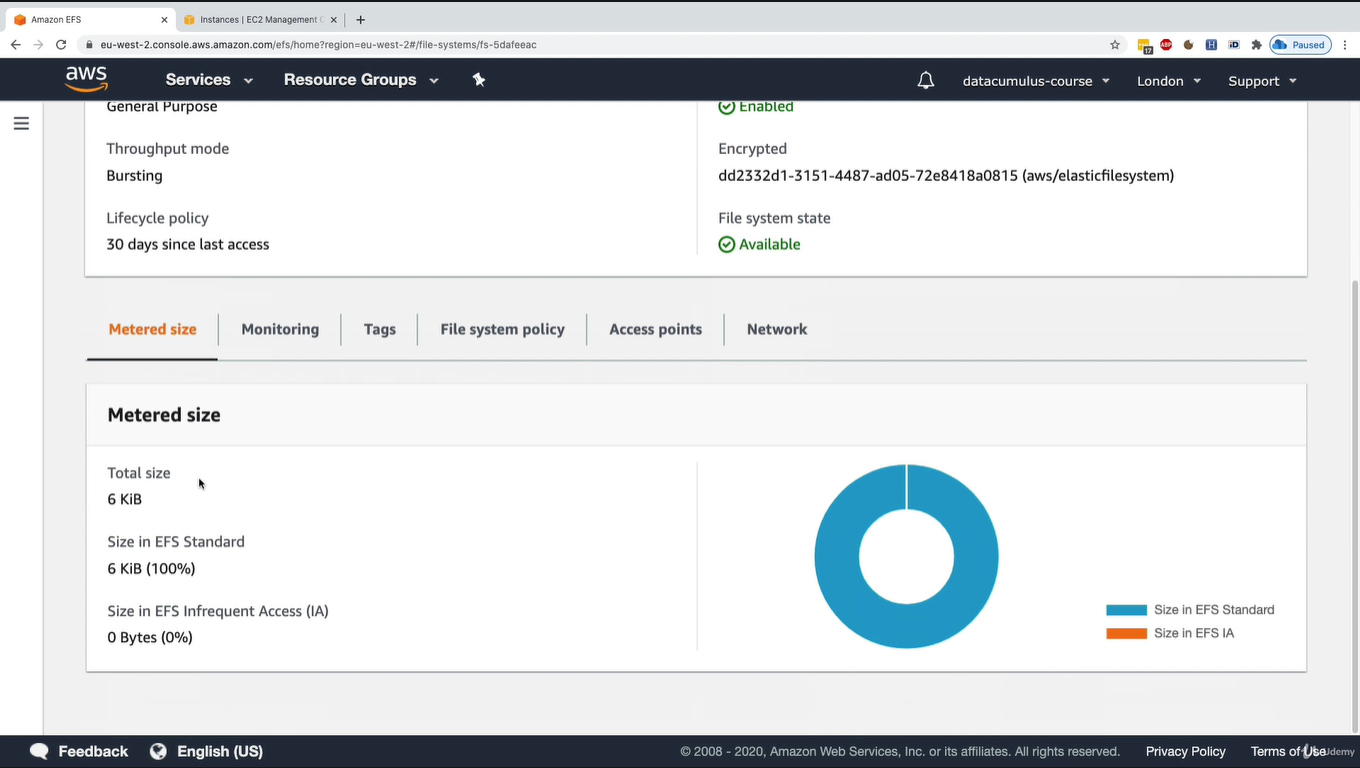 Amazon EFS
Instances | EC2 Management C
eu-west-2.console.aws.amazon.com/efs/home?region=eu-west-2#/file-systems/fs-5dafeeac
17
ABP
H
iD
Paused
aws
Services
Resource Groups
datacumulus-course
London
Support
General Purpose
Enabled
Throughput mode
Encrypted
Bursting
dd2332d1-3151-4487-ad05-72e8418a0815 (aws/elasticfilesystem)
Lifecycle policy
File system state
30 days since last access
Available
Metered size
Monitoring
Tags
File system policy
Access points
Network
Metered size
Total size
6 KiB
Size in EFS Standard
6 KiB (100%)
Size in EFS Infrequent Access (IA)
0 Bytes (0%)
Size in EFS Standard
Size in EFS IA
Feedback
English (US)
© 2008 - 2020, Amazon Web Services, Inc. or its affiliates. All rights reserved.
Privacy Policy
Terms of Use
Udemy